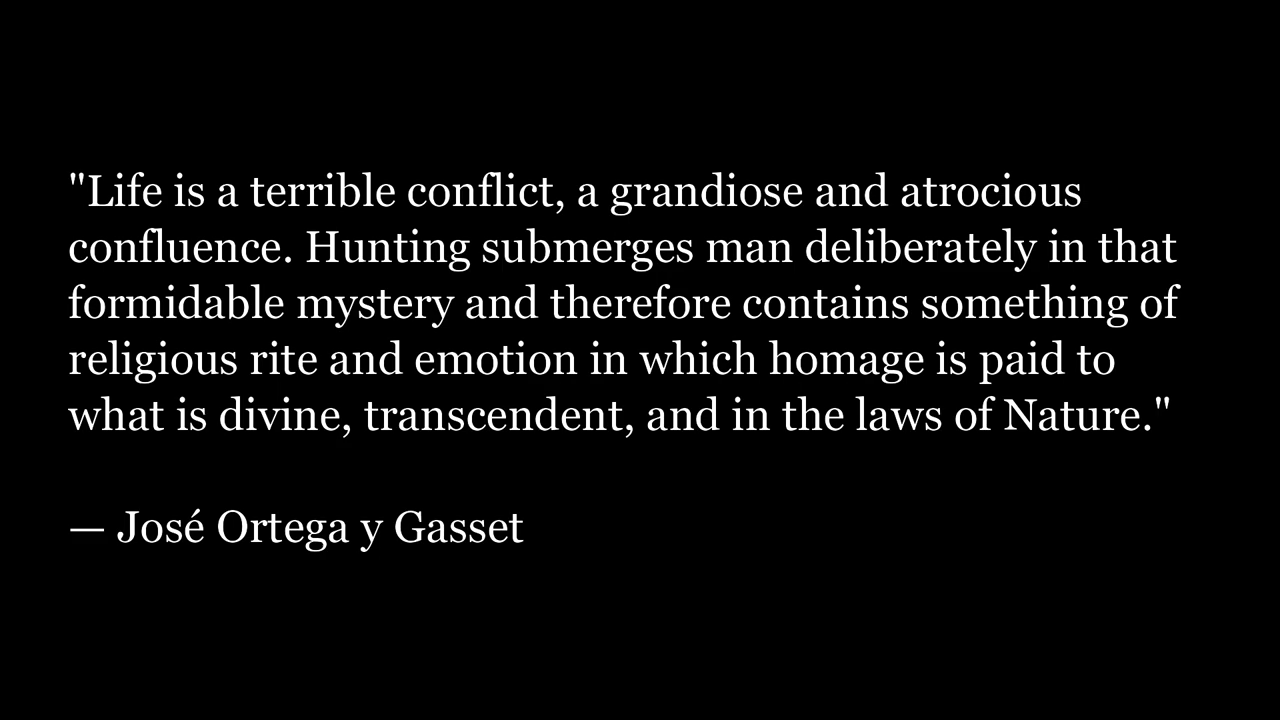 "Life is a terrible conflict, a grandiose and atrocious
confluence. Hunting submerges man deliberately in that
formidable mystery and therefore contains something of
religious rite and emotion in which homage is paid to
what is divine, transcendent, and in the laws of Nature."
— José Ortega y Gasset